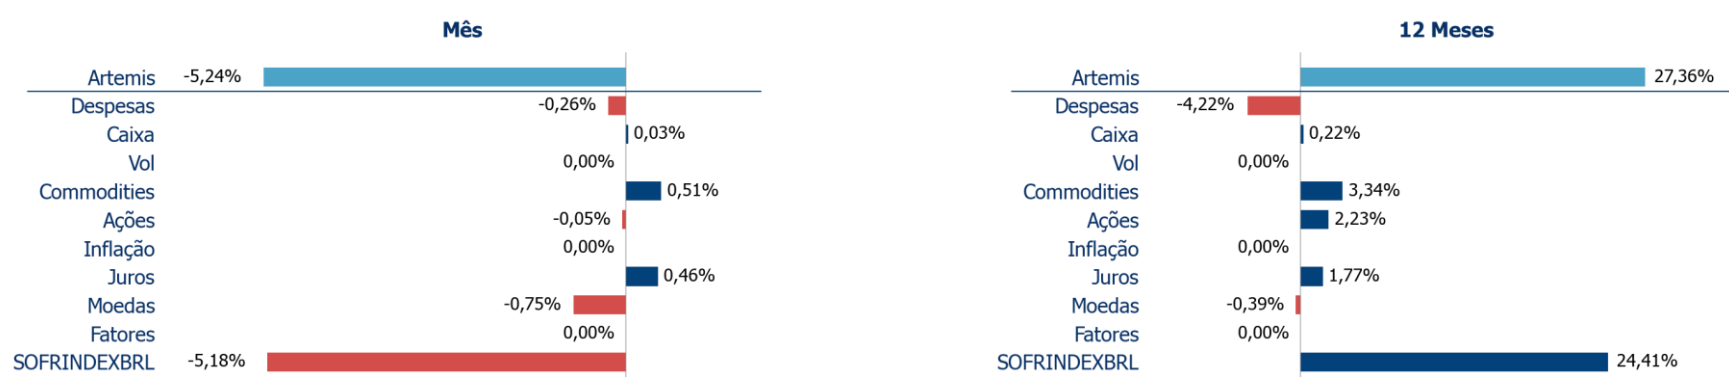 Mês
Artemis -5,24%
Despesas -0,26%
Caixa 0,03%
Vol 0,00%
Commodities 0,51%
Ações -0,05%
Inflação 0,00%
Juros 0,46%
Moedas -0,75%
Fatores 0,00%
SOFRINDEXBRL -5,18%
12 Meses
Artemis 27,36%
Despesas -4,22%
Caixa 0,22%
Vol 0,00%
Commodities 3,34%
Ações 2,23%
Inflação 0,00%
Juros 1,77%
Moedas -0,39%
Fatores 0,00%
SOFRINDEXBRL 24,41%